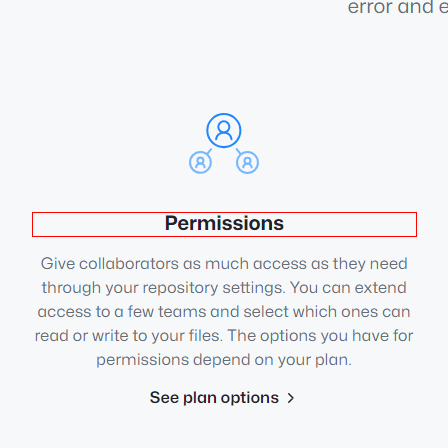 error and
Permissions
Give collaborators as much access as they need
through your repository settings. You can extend
access to a few teams and select which ones can
read or write to your files. The options you have for
permissions depend on your plan.
See plan options